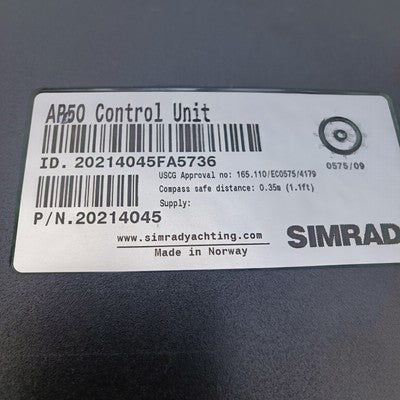 AP50 Control Unit
0575/09
ID. 20214045FA5736
USCG Approval no: 165.110/EC0575/4179
Compass safe distance: 0.35m (1.1ft)
Supply:
P/N.20214045
www.simradyachting.com
SIMRAD
Made in Norway